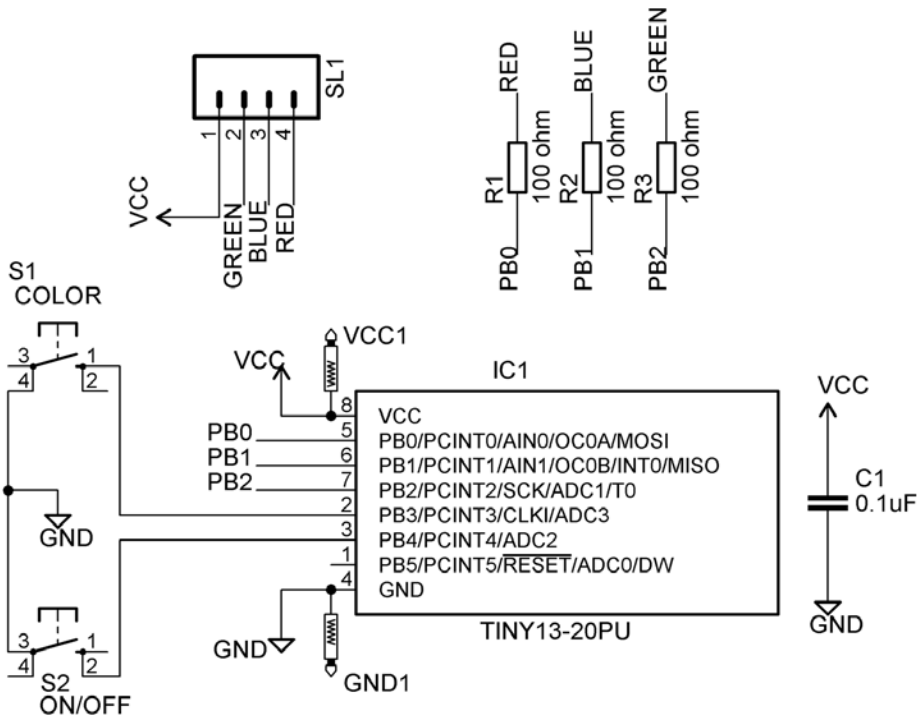 SL1
1
2
3
4
VCC
GREEN
BLUE
RED
RED
BLUE
GREEN
R1
100 ohm
R2
100 ohm
R3
100 ohm
PB0
PB1
PB2
S1
COLOR
3
4
1
2
GND
VCC
VCC1
IC1
8
VCC
PB0
5
PB0/PCINT0/AIN0/OC0A/MOSI
PB1
6
PB1/PCINT1/AIN1/OC0B/INT0/MISO
PB2
7
PB2/PCINT2/SCK/ADC1/T0
2
PB3/PCINT3/CLKI/ADC3
3
PB4/PCINT4/ADC2
1
PB5/PCINT5/RESET/ADC0/DW
4
GND
TINY13-20PU
GND
GND1
VCC
C1
0.1uF
GND
3
4
1
2
S2
ON/OFF